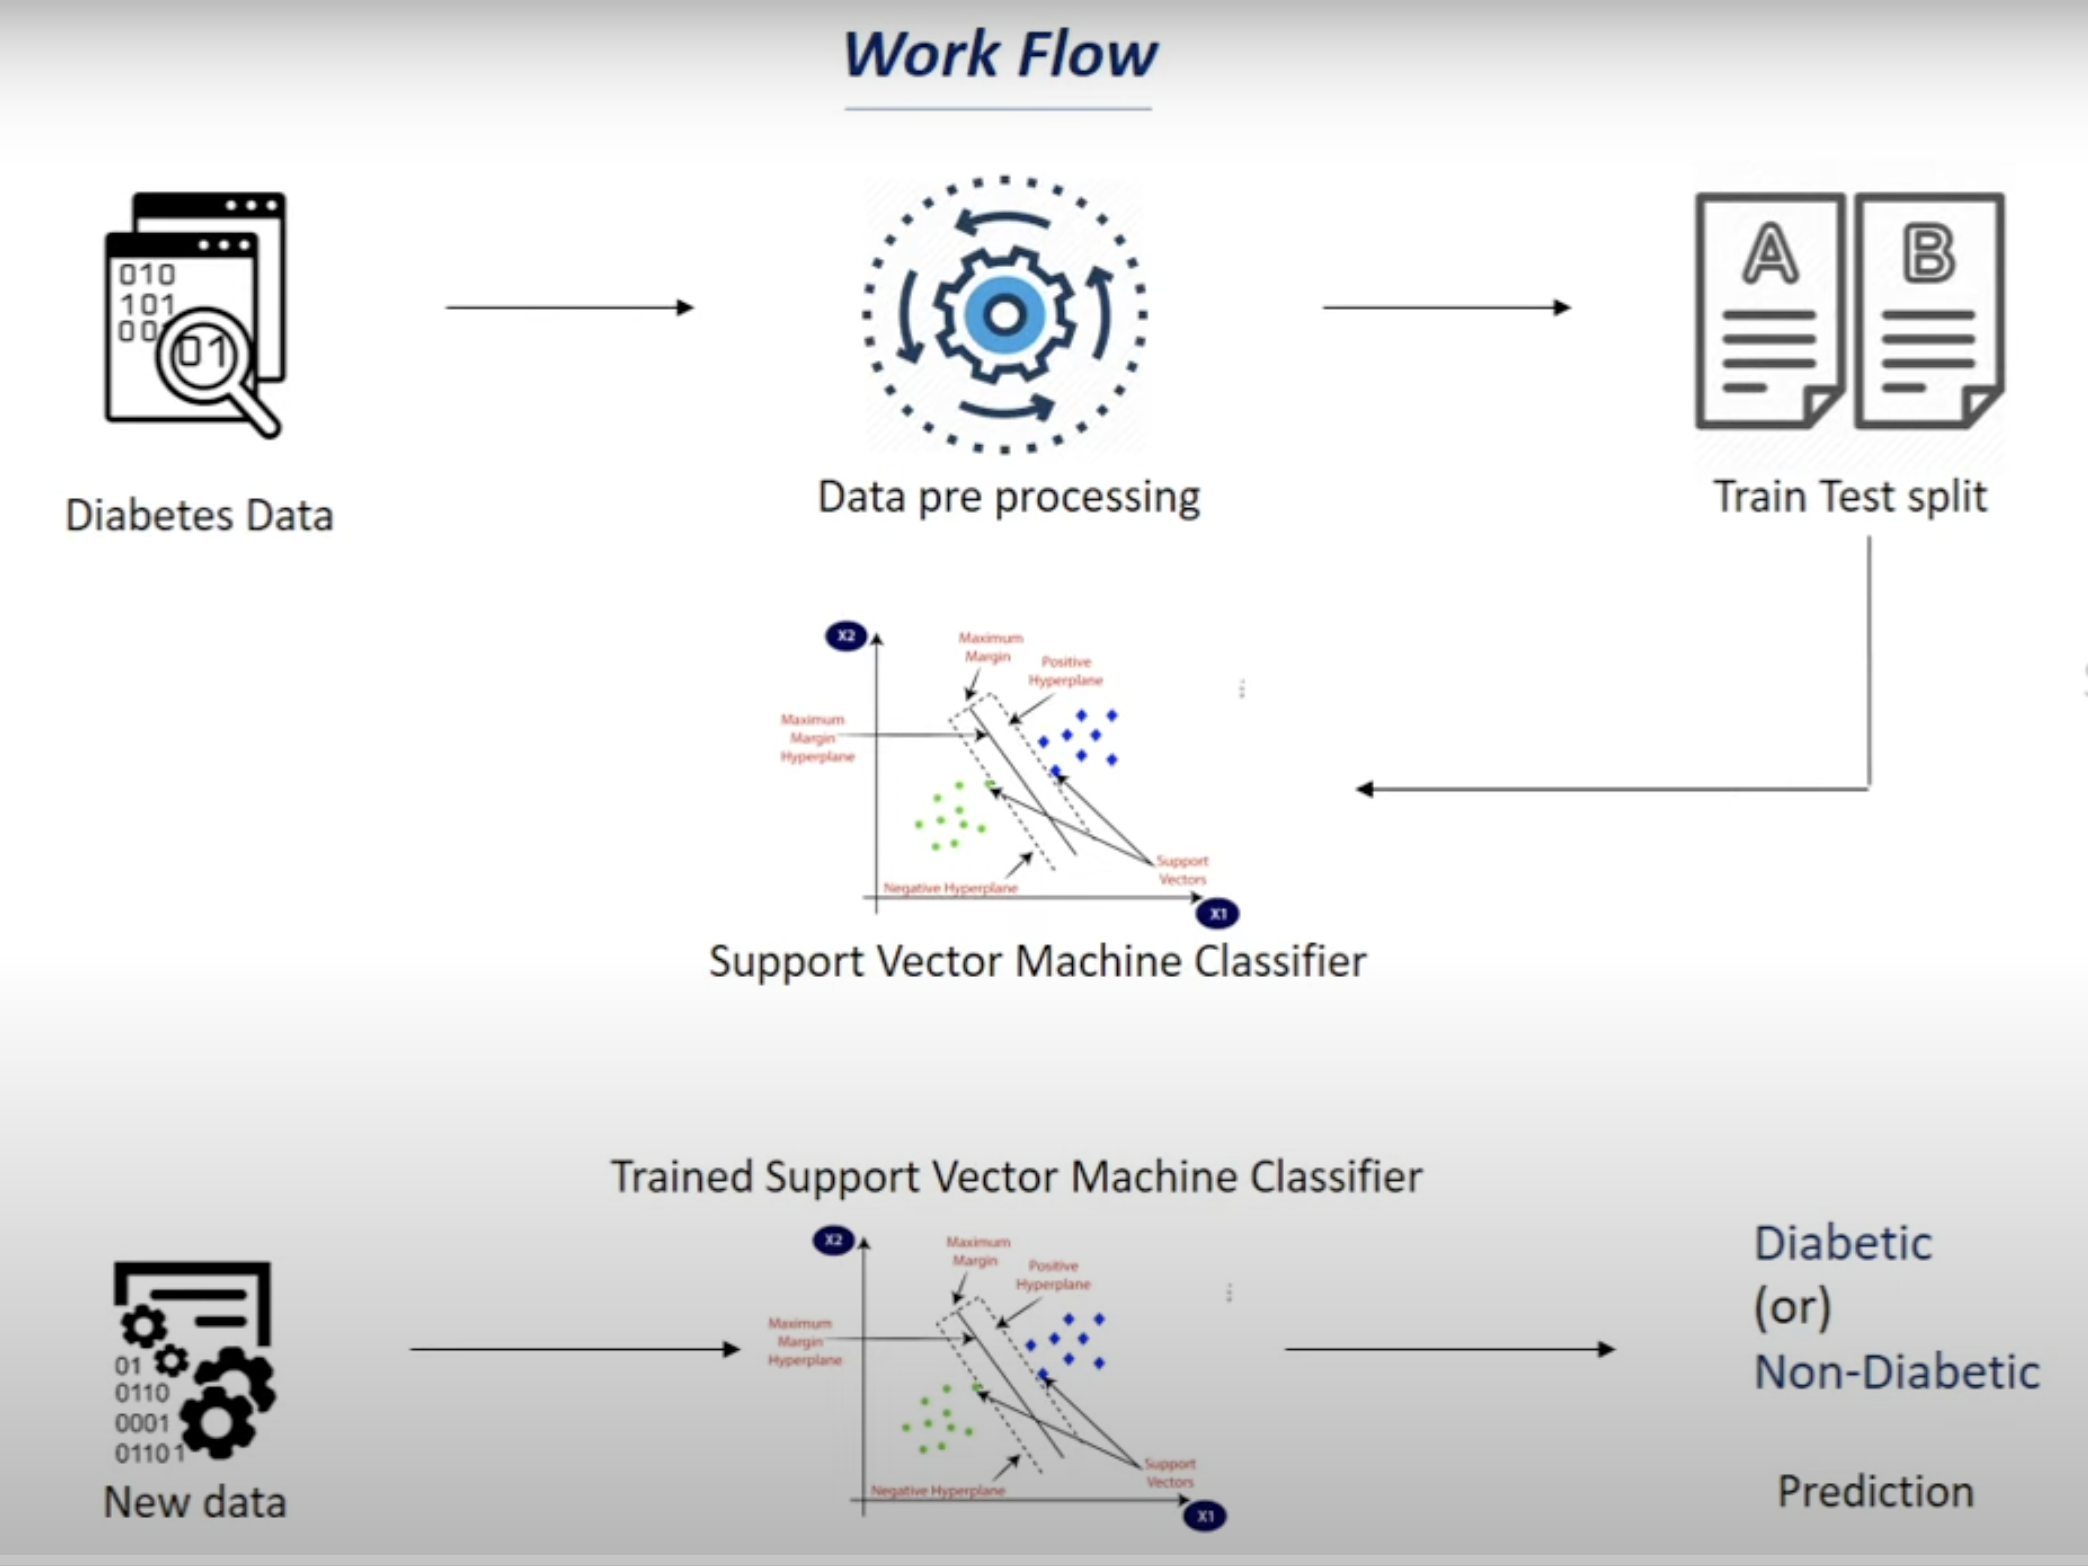 Work Flow
010
101
00
01
A
B
Diabetes Data
Data pre processing
Train Test split
X2
Maximum
Margin
Positive
Hyperplane
Maximum
Margin
Hyperplane
Support
Vectors
Negative Hyperplane
X1
Support Vector Machine Classifier
Trained Support Vector Machine Classifier
X2
Maximum
Margin
Positive
Hyperplane
Maximum
Margin
Hyperplane
Support
Vectors
Negative Hyperplane
X1
01
0110
0001
01101
New data
Diabetic
(or)
Non-Diabetic
Prediction